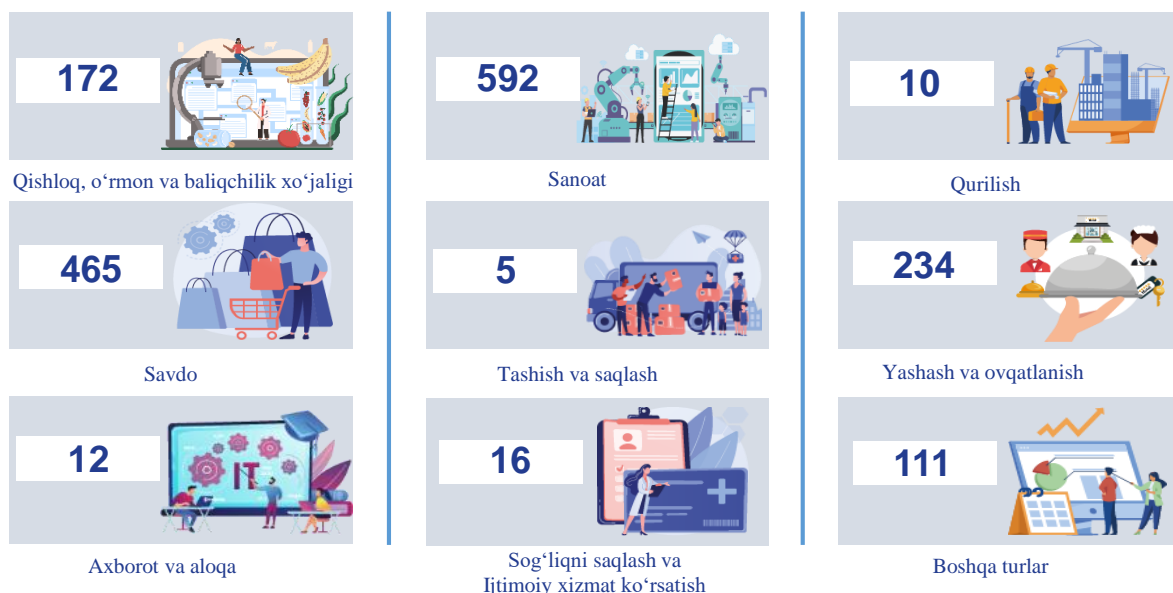 172
592
10
Qishloq, o‘rmon va baliqchilik xo‘jaligi
Sanoat
Qurilish
465
5
234
Savdo
Tashish va saqlash
Yashash va ovqatlanish
12
IT
16
111
Axborot va aloqa
Sog‘liqni saqlash va
Ijtimoiy xizmat ko‘rsatish
Boshqa turlar